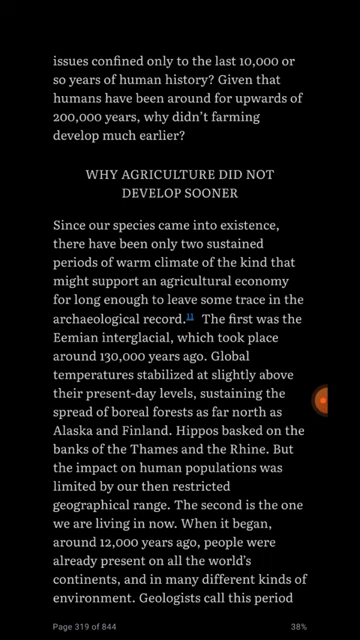 issues confined only to the last 10,000 or
so years of human history? Given that
humans have been around for upwards of
200,000 years, why didn’t farming
develop much earlier?
WHY AGRICULTURE DID NOT
DEVELOP SOONER
Since our species came into existence,
there have been only two sustained
periods of warm climate of the kind that
might support an agricultural economy
for long enough to leave some trace in the
archaeological record.11 The first was the
Eemian interglacial, which took place
around 130,000 years ago. Global
temperatures stabilized at slightly above
their present-day levels, sustaining the
spread of boreal forests as far north as
Alaska and Finland. Hippos basked on the
banks of the Thames and the Rhine. But
the impact on human populations was
limited by our then restricted
geographical range. The second is the one
we are living in now. When it began,
around 12,000 years ago, people were
already present on all the world’s
continents, and in many different kinds of
environment. Geologists call this period
Page 319 of 844
38%